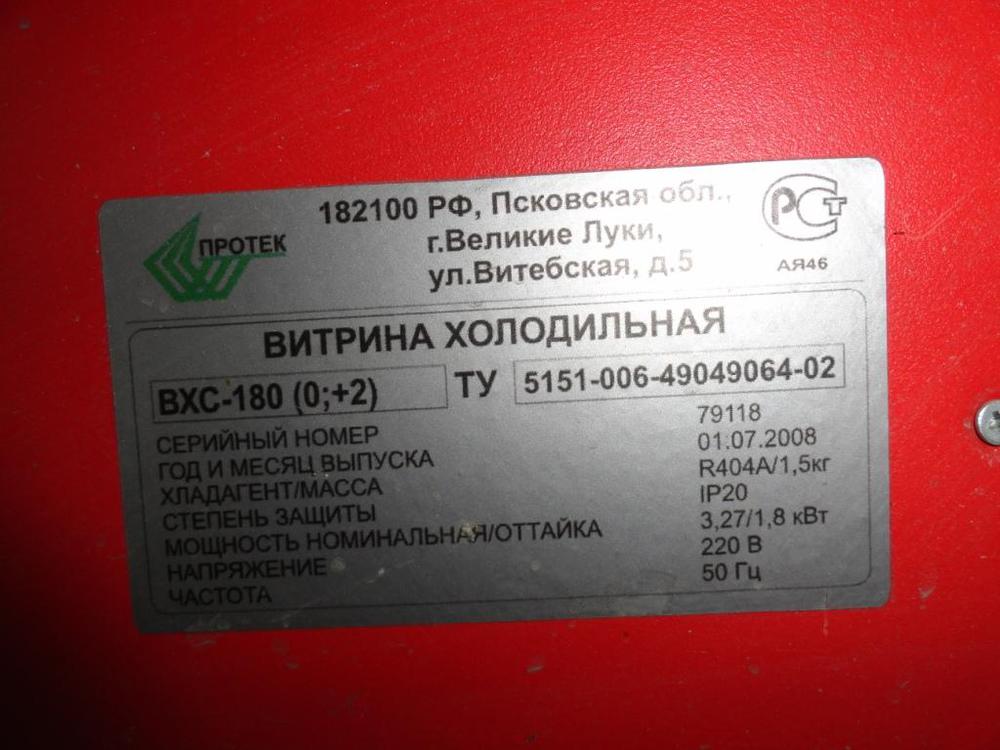 ПРОТЕК
182100 РФ, Псковская обл.,
г.Великие Луки,
ул.Витебская, д.5
РСТ
АЯ46
ВИТРИНА ХОЛОДИЛЬНАЯ
ВХС-180 (0;+2) ТУ 5151-006-49049064-02
СЕРИЙНЫЙ НОМЕР 79118
ГОД И МЕСЯЦ ВЫПУСКА 01.07.2008
ХЛАДАГЕНТ/МАССА R404A/1,5кг
СТЕПЕНЬ ЗАЩИТЫ IP20
МОЩНОСТЬ НОМИНАЛЬНАЯ/ОТТАЙКА 3,27/1,8 кВт
НАПРЯЖЕНИЕ 220 В
ЧАСТОТА 50 Гц